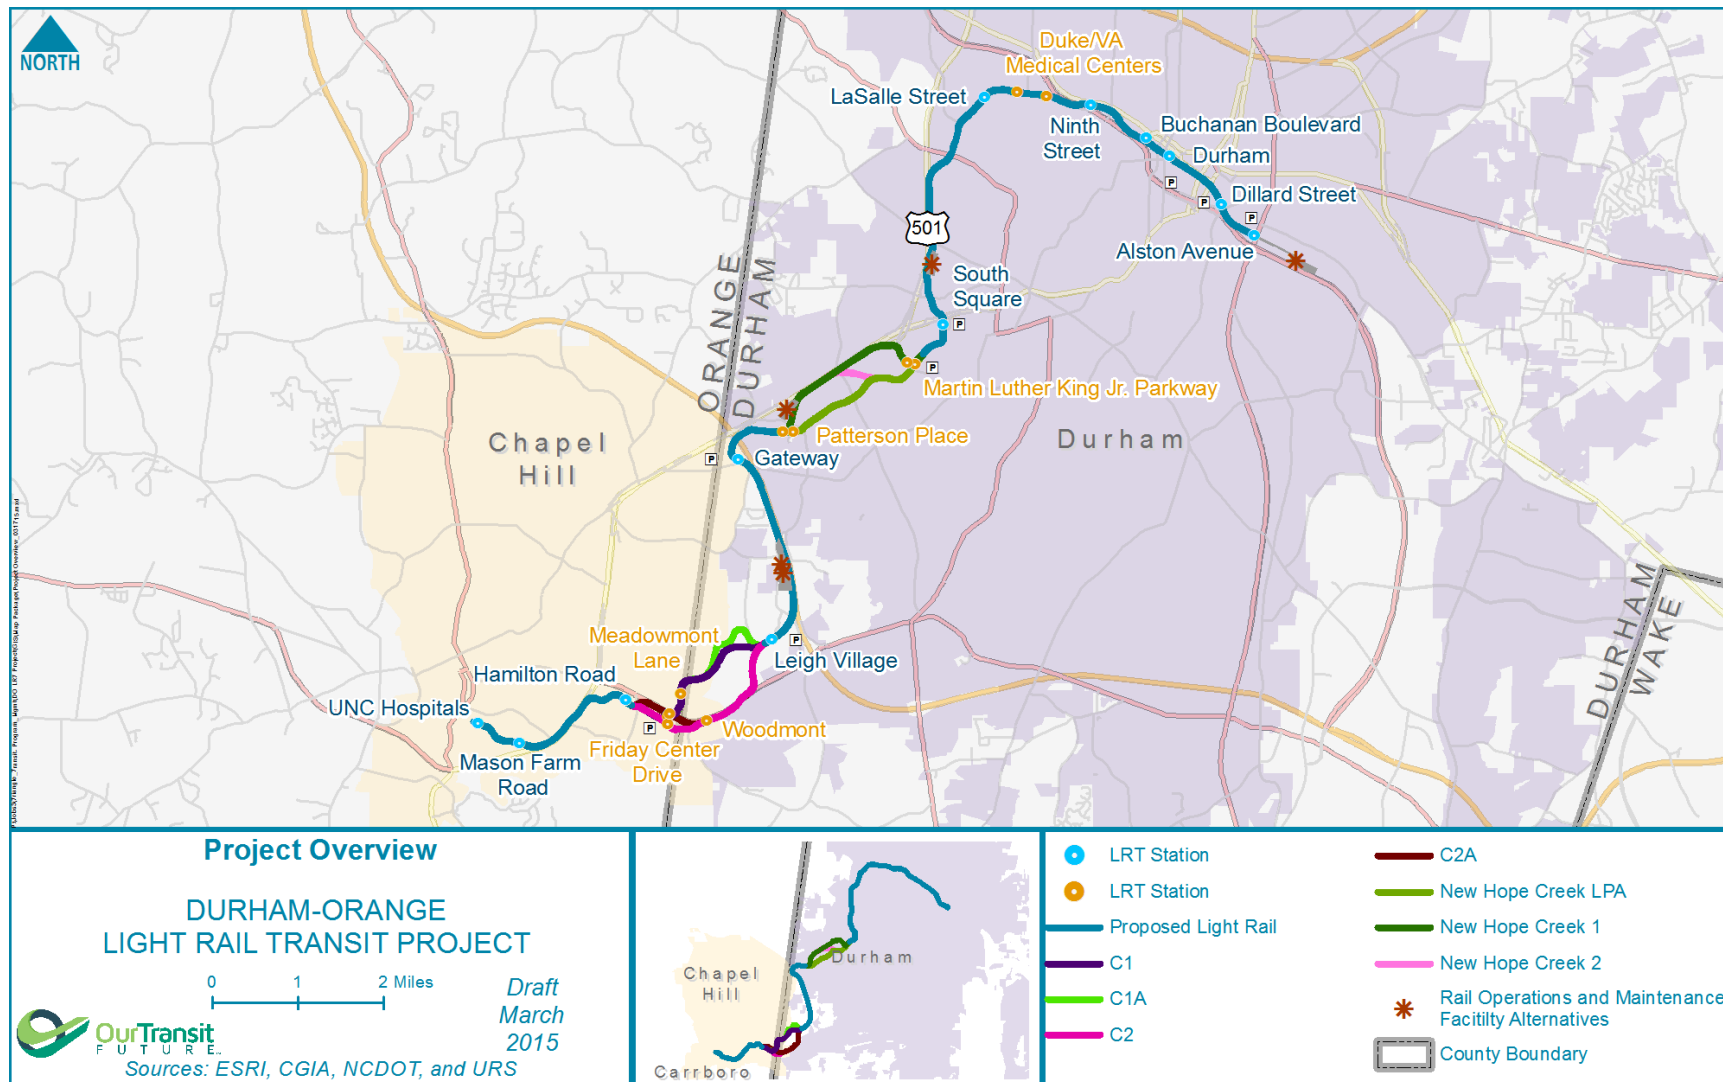 NORTH
Duke/VA
Medical Centers
LaSalle Street
Ninth
Street
Buchanan Boulevard
Durham
P
P
Dillard Street
P
Alston Avenue
501
South
Square
P
ORANGE
DURHAM
P
Martin Luther King Jr. Parkway
Patterson Place
Durham
Chapel
Hill
P
Gateway
DURHAM
WAKE
Meadowmont
Lane
P
Leigh Village
Hamilton Road
UNC Hospitals
P
Woodmont
Friday Center
Drive
Mason Farm
Road
Project Overview
DURHAM-ORANGE
LIGHT RAIL TRANSIT PROJECT
0 1 2 Miles
Draft
March
2015
OurTransit
FUTURE
Sources: ESRI, CGIA, NCDOT, and URS
Durham
Chapel
Hill
Carrboro
LRT Station
LRT Station
Proposed Light Rail
C1
C1A
C2
C2A
New Hope Creek LPA
New Hope Creek 1
New Hope Creek 2
Rail Operations and Maintenance
Facitilty Alternatives
County Boundary